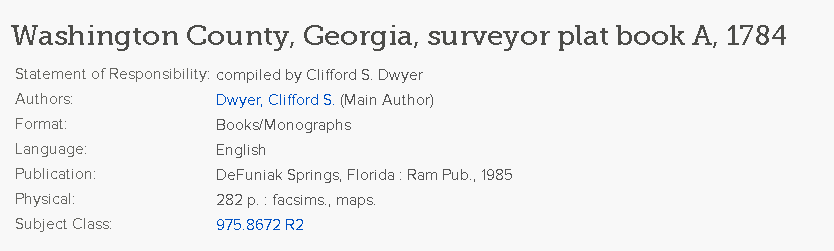 Washington County, Georgia, surveyor plat book A, 1784
Statement of Responsibility: compiled by Clifford S. Dwyer
Authors: Dwyer, Clifford S. (Main Author)
Format: Books/Monographs
Language: English
Publication: DeFuniak Springs, Florida : Ram Pub., 1985
Physical: 282 p. : facsims., maps.
Subject Class: 975.8672 R2